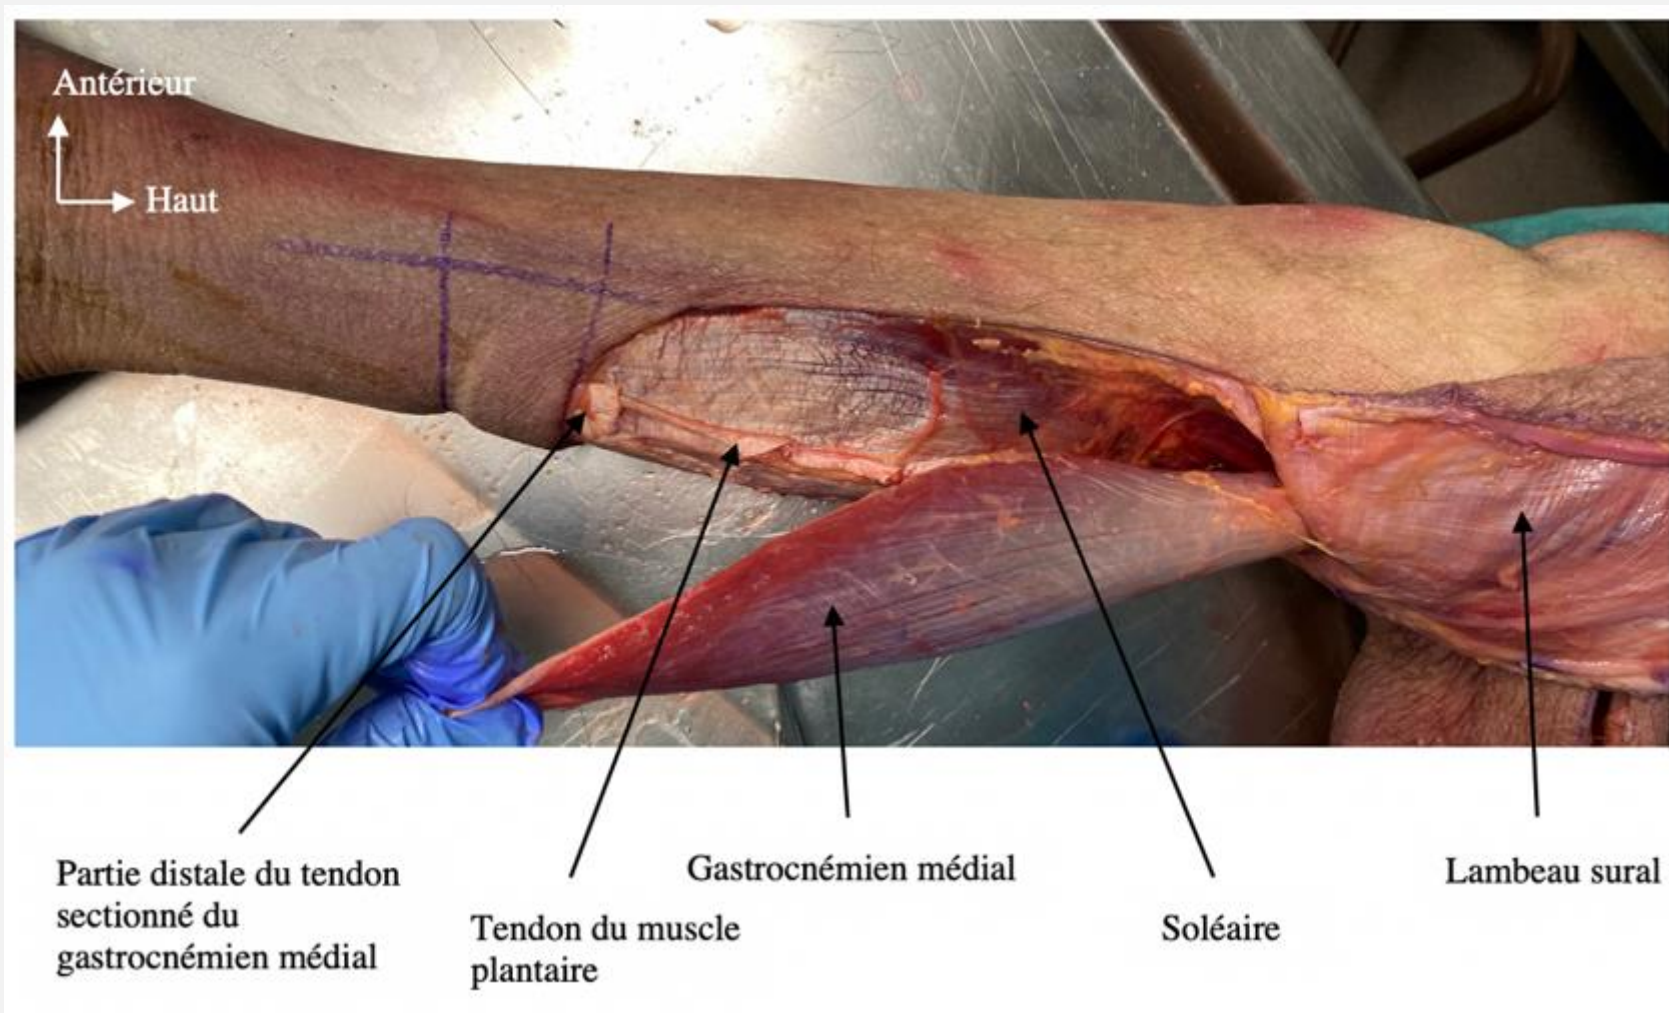 Antérieur
Haut
Partie distale du tendon
sectionné du
gastrocnémien médial
Tendon du muscle
plantaire
Gastrocnémien médial
Soléaire
Lambeau sural